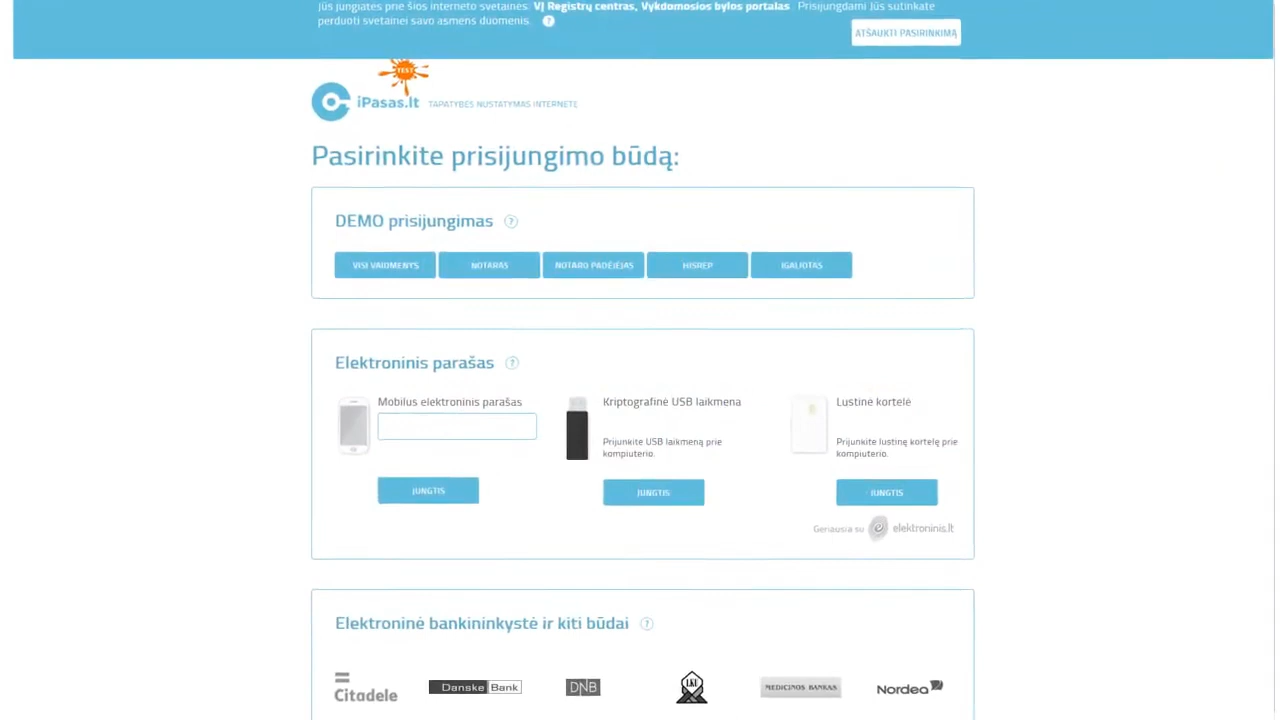 Jūs jungiatės prie šios interneto svetainės: VĮ Registrų centras, Vykdomosios bylos portalas. Prisijungdami Jūs sutinkate
perduoti svetainei savo asmens duomenis. ?
ATŠAUKTI PASIRINKIMĄ
TEST
iPasas.lt TAPATYBĖS NUSTATYMAS INTERNETE
Pasirinkite prisijungimo būdą:
DEMO prisijungimas ?
VISI VAIDMENYS NOTARAS NOTARO PADĖJĖJAS HISREP ĮGALIOTAS
Elektroninis parašas ?
Mobilus elektroninis parašas Kriptografinė USB laikmena Lustinė kortelė
Prijunkite USB laikmeną prie kompiuterio. Prijunkite lustinę kortelę prie kompiuterio.
JUNGTIS JUNGTIS JUNGTIS
Geriausia su elektroninis.lt
Elektroninė bankininkystė ir kiti būdai ?
Citadele Danske Bank DNB LKU MEDICINOS BANKAS Nordea